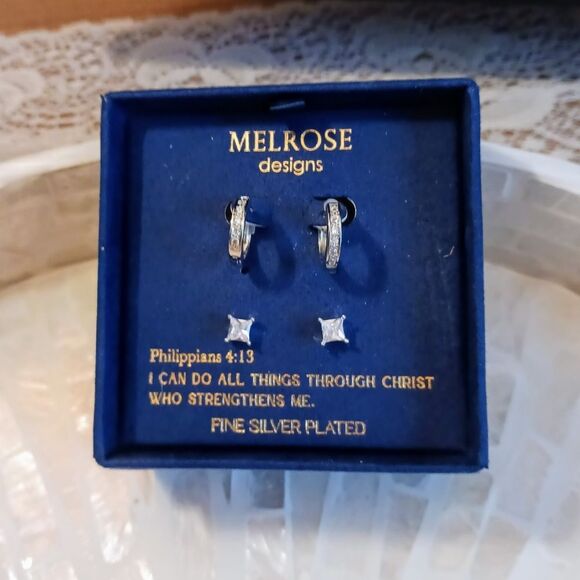 MELROSE
designs
Philippians 4:13
I CAN DO ALL THINGS THROUGH CHRIST
WHO STRENGTHENS ME.
FINE SILVER PLATED